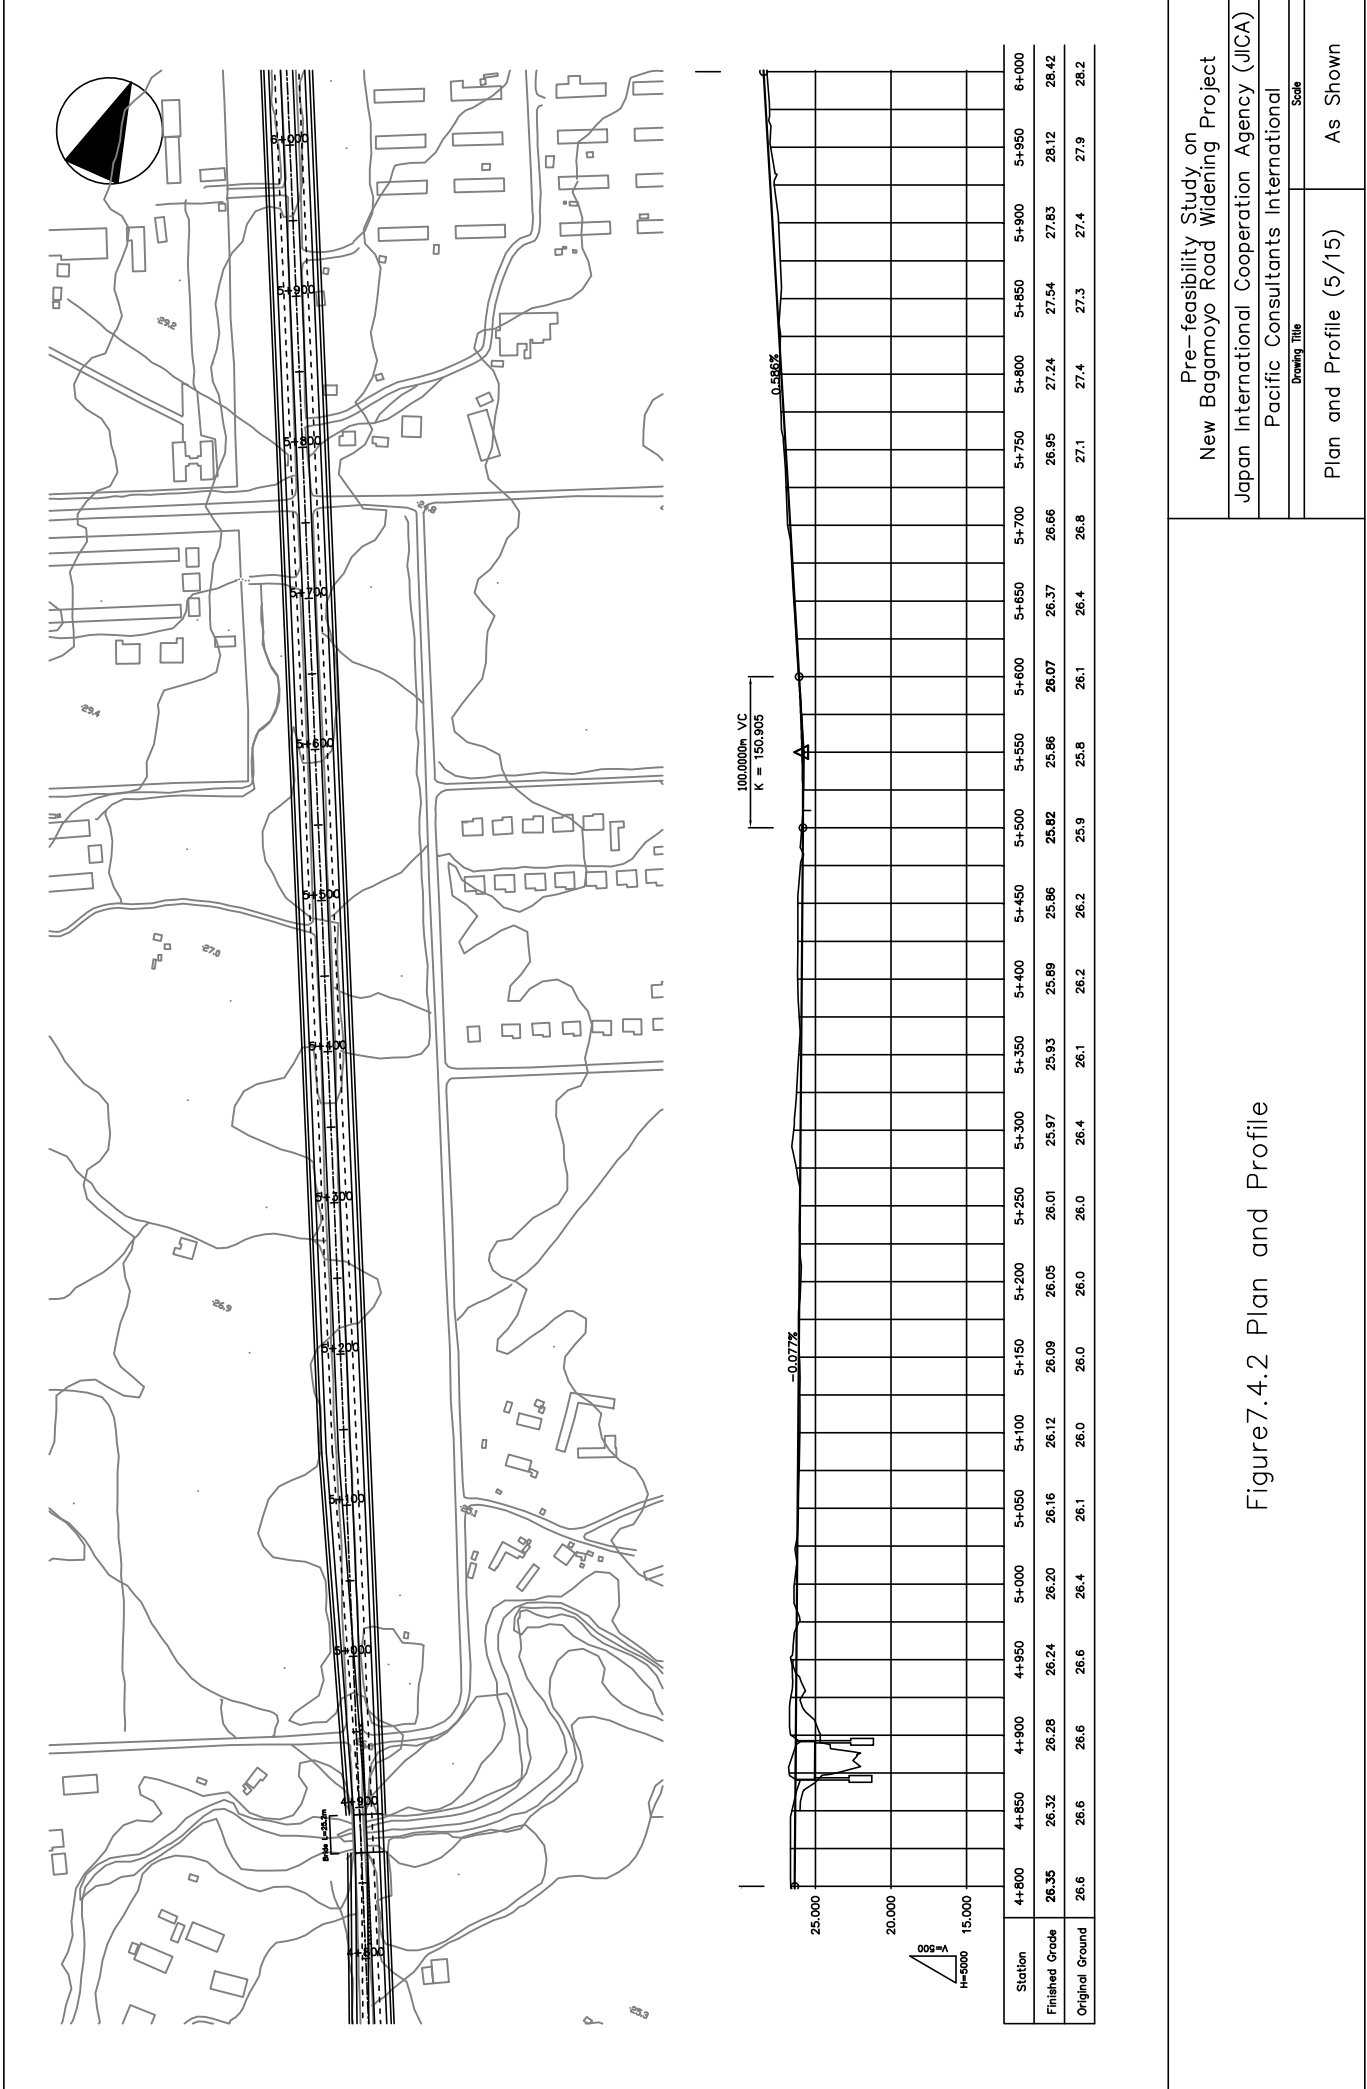 6+000
5+900
5+800
5+700
5+600
5+500
5+400
5+300
5+200
5+100
5+000
4+900
4+800
29.2
29.4
27.0
26.9
25.1
25.3
0.586%
100.0000m VC
K = 150.905
-0.077%
25.000
20.000
15.000
V=500
H=5000
Station 4+800 4+850 4+900 4+950 5+000 5+050 5+100 5+150 5+200 5+250 5+300 5+350 5+400 5+450 5+500 5+550 5+600 5+650 5+700 5+750 5+800 5+850 5+900 5+950 6+000
Finished Grade 26.35 26.32 26.28 26.24 26.20 26.16 26.12 26.09 26.05 26.01 25.97 25.93 25.89 25.86 25.82 25.86 26.07 26.37 26.66 26.95 27.24 27.54 27.83 28.12 28.42
Original Ground 26.6 26.6 26.6 26.6 26.4 26.1 26.0 26.0 26.0 26.0 26.4 26.1 26.2 26.2 25.9 25.8 26.1 26.4 26.8 27.1 27.4 27.3 27.4 27.9 28.2
Figure7.4.2 Plan and Profile
Pre-feasibility Study on
New Bagamoyo Road Widening Project
Japan International Cooperation Agency (JICA)
Pacific Consultants International
Drawing Title
Scale
Plan and Profile (5/15)
As Shown